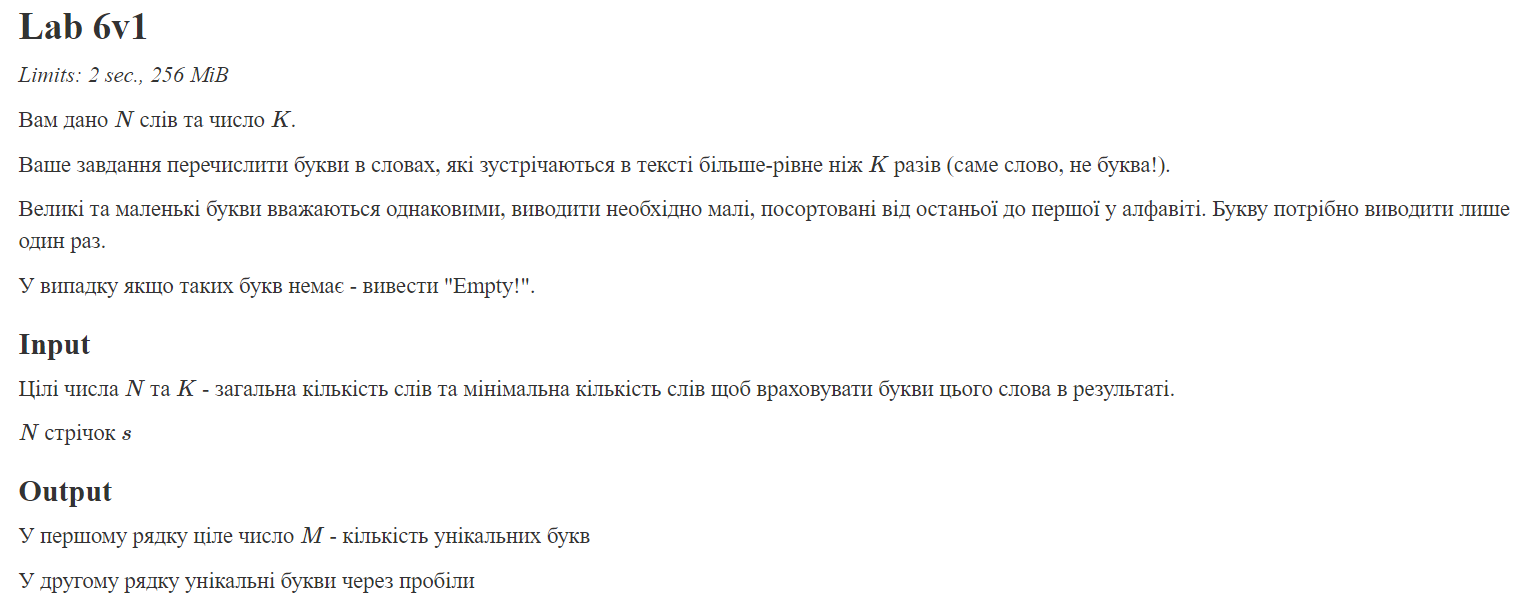 Lab 6v1
Limits: 2 sec., 256 MiB
Вам дано N слів та число K.
Ваше завдання перечислити букви в словах, які зустрічаються в тексті більше-рівне ніж K разів (саме слово, не буква!).
Великі та маленькі букви вважаються однаковими, виводити необхідно малі, посортовані від останьої до першої у алфавіті. Букву потрібно виводити лише
один раз.
У випадку якщо таких букв немає - вивести "Empty!".
Input
Цілі числа N та K - загальна кількість слів та мінімальна кількість слів щоб враховувати букви цього слова в результаті.
N стрічок s
Output
У першому рядку ціле число M - кількість унікальних букв
У другому рядку унікальні букви через пробіли